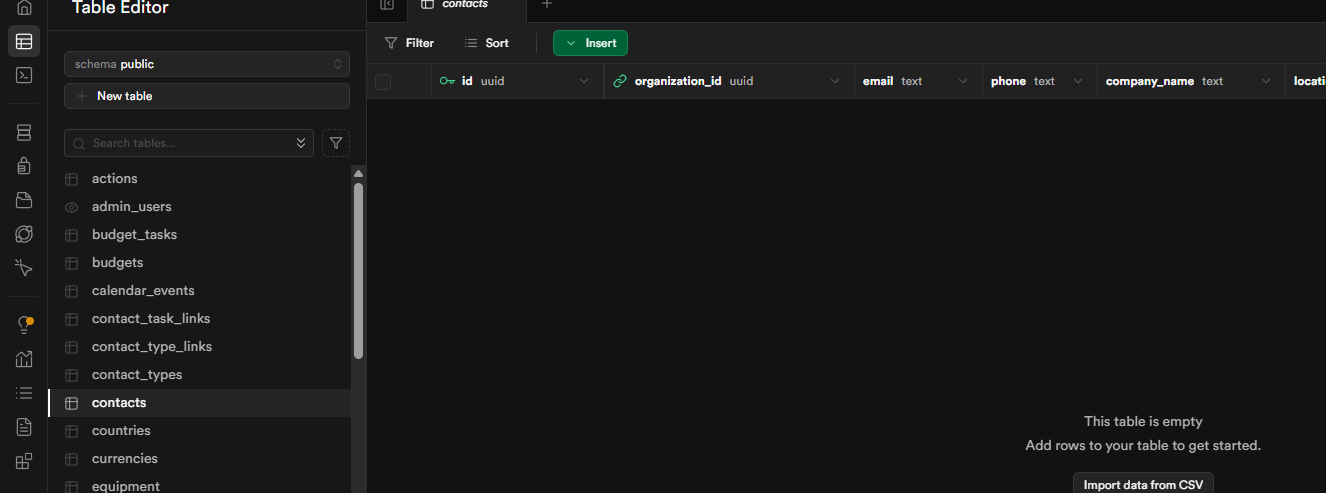 Table Editor
contacts
schema public
New table
Search tables...
actions
admin_users
budget_tasks
budgets
calendar_events
contact_task_links
contact_type_links
contact_types
contacts
countries
currencies
equipment
Filter Sort Insert
id uuid organization_id uuid email text phone text company_name text locati
This table is empty
Add rows to your table to get started.
Import data from CSV